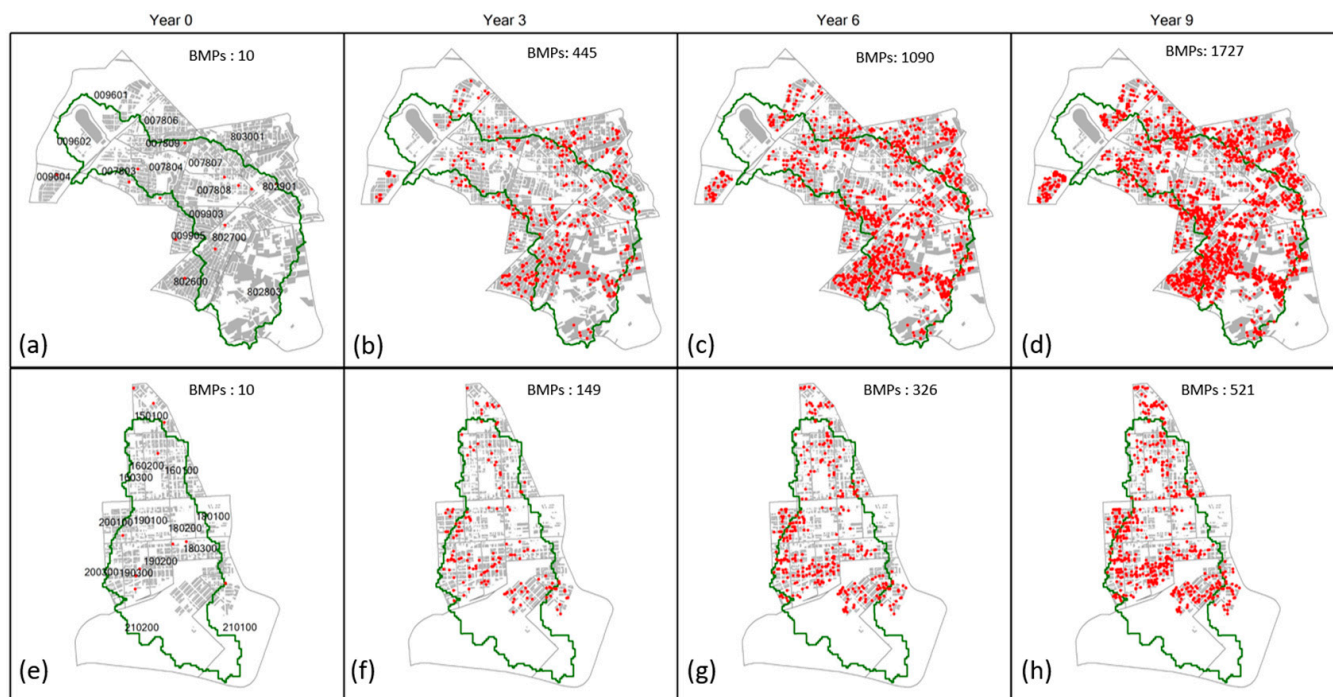 Year 0
Year 3
Year 6
Year 9
BMPs : 10
BMPs: 445
BMPs: 1090
BMPs: 1727
009601
007806
803001
009602
007809
007807
007804
009604
007803
007808
802901
009903
009905
802700
802600
802803
(a)
(b)
(c)
(d)
BMPs : 10
BMPs : 149
BMPs : 326
BMPs : 521
150100
160200
160300
160100
200100
190100
180100
180200
180300
190200
200300
190300
210200
210100
(e)
(f)
(g)
(h)